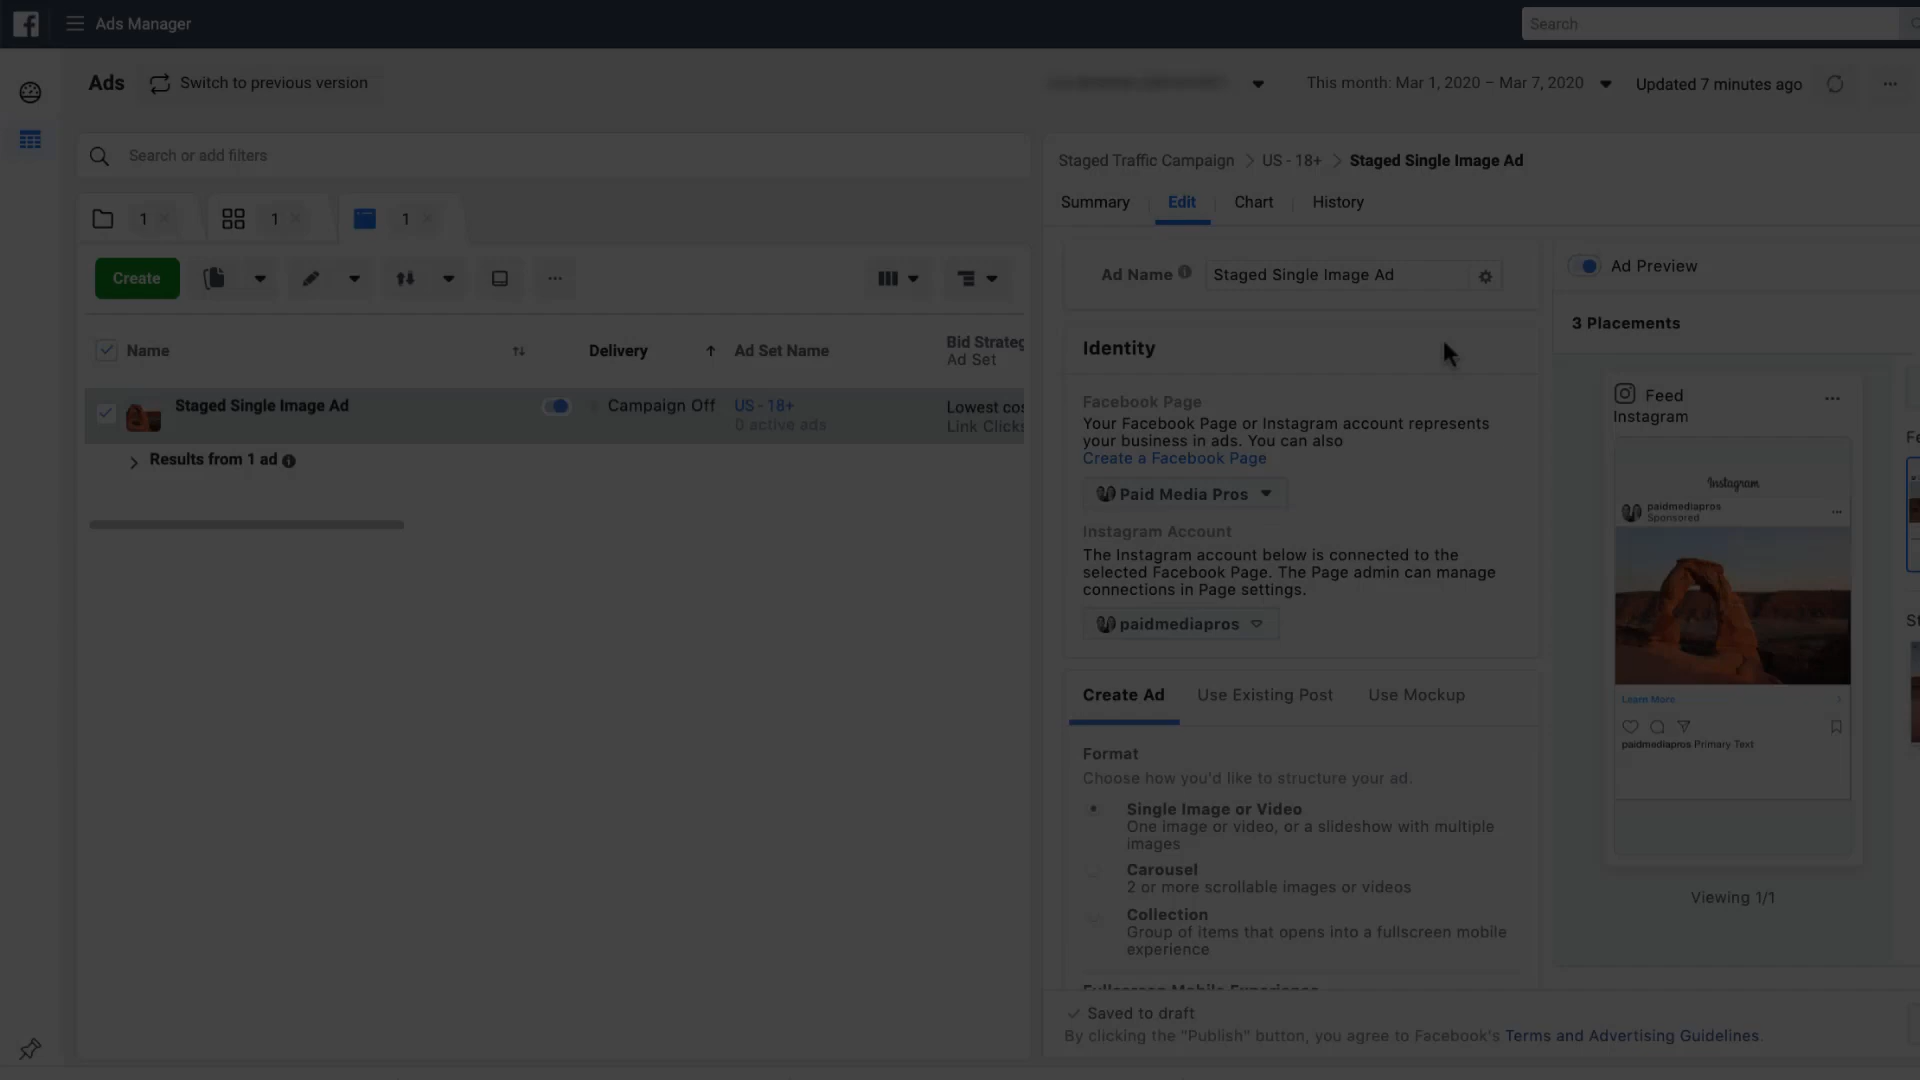 Ads Manager
Search
Ads
Switch to previous version
This month: Mar 1, 2020 – Mar 7, 2020
Updated 7 minutes ago
Search or add filters
1
1
1
Create
Name
Delivery
Ad Set Name
Bid Strateg
Ad Set
Staged Single Image Ad
Campaign Off
US - 18+
0 active ads
Lowest cos
Link Clicks
Results from 1 ad
Staged Traffic Campaign > US - 18+ > Staged Single Image Ad
Summary
Edit
Chart
History
Ad Name
Staged Single Image Ad
Identity
Facebook Page
Your Facebook Page or Instagram account represents
your business in ads. You can also
Create a Facebook Page
Paid Media Pros
Instagram Account
The Instagram account below is connected to the
selected Facebook Page. The Page admin can manage
connections in Page settings.
paidmediapros
Create Ad
Use Existing Post
Use Mockup
Format
Choose how you'd like to structure your ad.
Single Image or Video
One image or video, or a slideshow with multiple
images
Carousel
2 or more scrollable images or videos
Collection
Group of items that opens into a fullscreen mobile
experience
Fullscreen Mobile Experience
Saved to draft
By clicking the "Publish" button, you agree to Facebook's Terms and Advertising Guidelines.
Ad Preview
3 Placements
Feed
Instagram
Instagram
paidmediapros
Sponsored
Learn More
paidmediapros Primary Text
Viewing 1/1